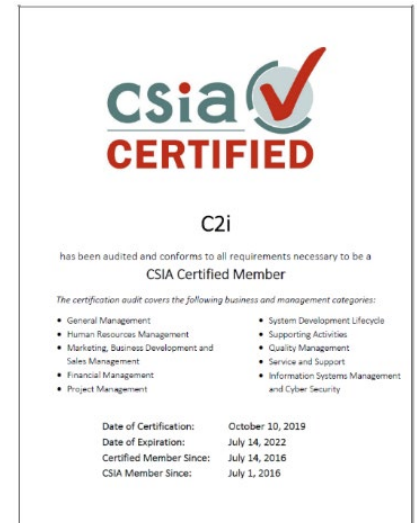 csia
CERTIFIED
C2i
has been audited and conforms to all requirements necessary to be a
CSIA Certified Member
The certification audit covers the following business and management categories:
• General Management
• Human Resources Management
• Marketing, Business Development and
Sales Management
• Financial Management
• Project Management
• System Development Lifecycle
• Supporting Activities
• Quality Management
• Service and Support
• Information Systems Management
and Cyber Security
Date of Certification: October 10, 2019
Date of Expiration: July 14, 2022
Certified Member Since: July 14, 2016
CSIA Member Since: July 1, 2016